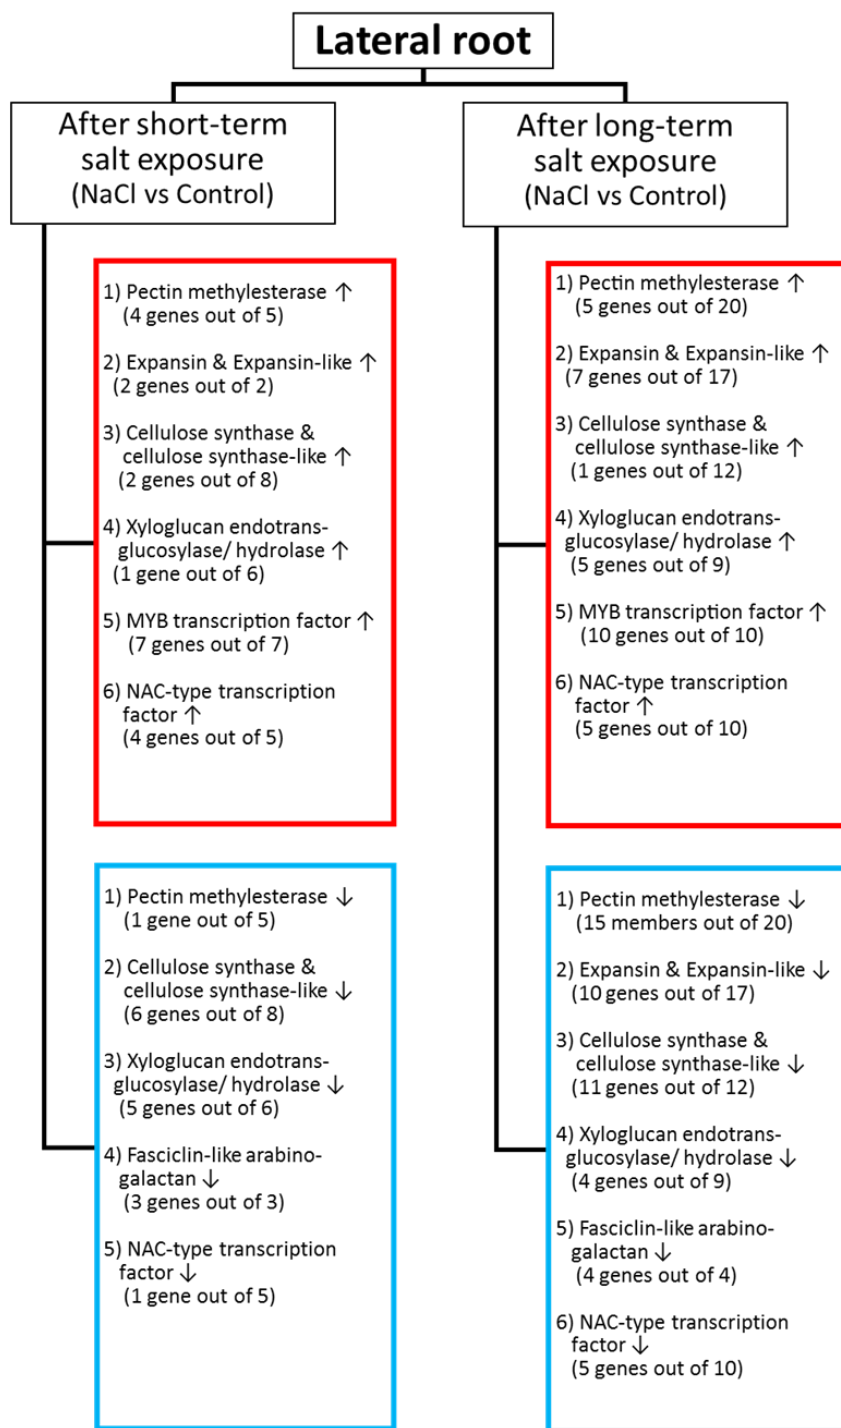 Lateral root
After short-term
salt exposure
(NaCl vs Control)
1) Pectin methylesterase ↑
(4 genes out of 5)
2) Expansin & Expansin-like ↑
(2 genes out of 2)
3) Cellulose synthase &
cellulose synthase-like ↑
(2 genes out of 8)
4) Xyloglucan endotrans-
glucosylase/ hydrolase ↑
(1 gene out of 6)
5) MYB transcription factor ↑
(7 genes out of 7)
6) NAC-type transcription
factor ↑
(4 genes out of 5)
1) Pectin methylesterase ↓
(1 gene out of 5)
2) Cellulose synthase &
cellulose synthase-like ↓
(6 genes out of 8)
3) Xyloglucan endotrans-
glucosylase/ hydrolase ↓
(5 genes out of 6)
4) Fasciclin-like arabino-
galactan ↓
(3 genes out of 3)
5) NAC-type transcription
factor ↓
(1 gene out of 5)
After long-term
salt exposure
(NaCl vs Control)
1) Pectin methylesterase ↑
(5 genes out of 20)
2) Expansin & Expansin-like ↑
(7 genes out of 17)
3) Cellulose synthase &
cellulose synthase-like ↑
(1 genes out of 12)
4) Xyloglucan endotrans-
glucosylase/ hydrolase ↑
(5 genes out of 9)
5) MYB transcription factor ↑
(10 genes out of 10)
6) NAC-type transcription
factor ↑
(5 genes out of 10)
1) Pectin methylesterase ↓
(15 members out of 20)
2) Expansin & Expansin-like ↓
(10 genes out of 17)
3) Cellulose synthase &
cellulose synthase-like ↓
(11 genes out of 12)
4) Xyloglucan endotrans-
glucosylase/ hydrolase ↓
(4 genes out of 9)
5) Fasciclin-like arabino-
galactan ↓
(4 genes out of 4)
6) NAC-type transcription
factor ↓
(5 genes out of 10)